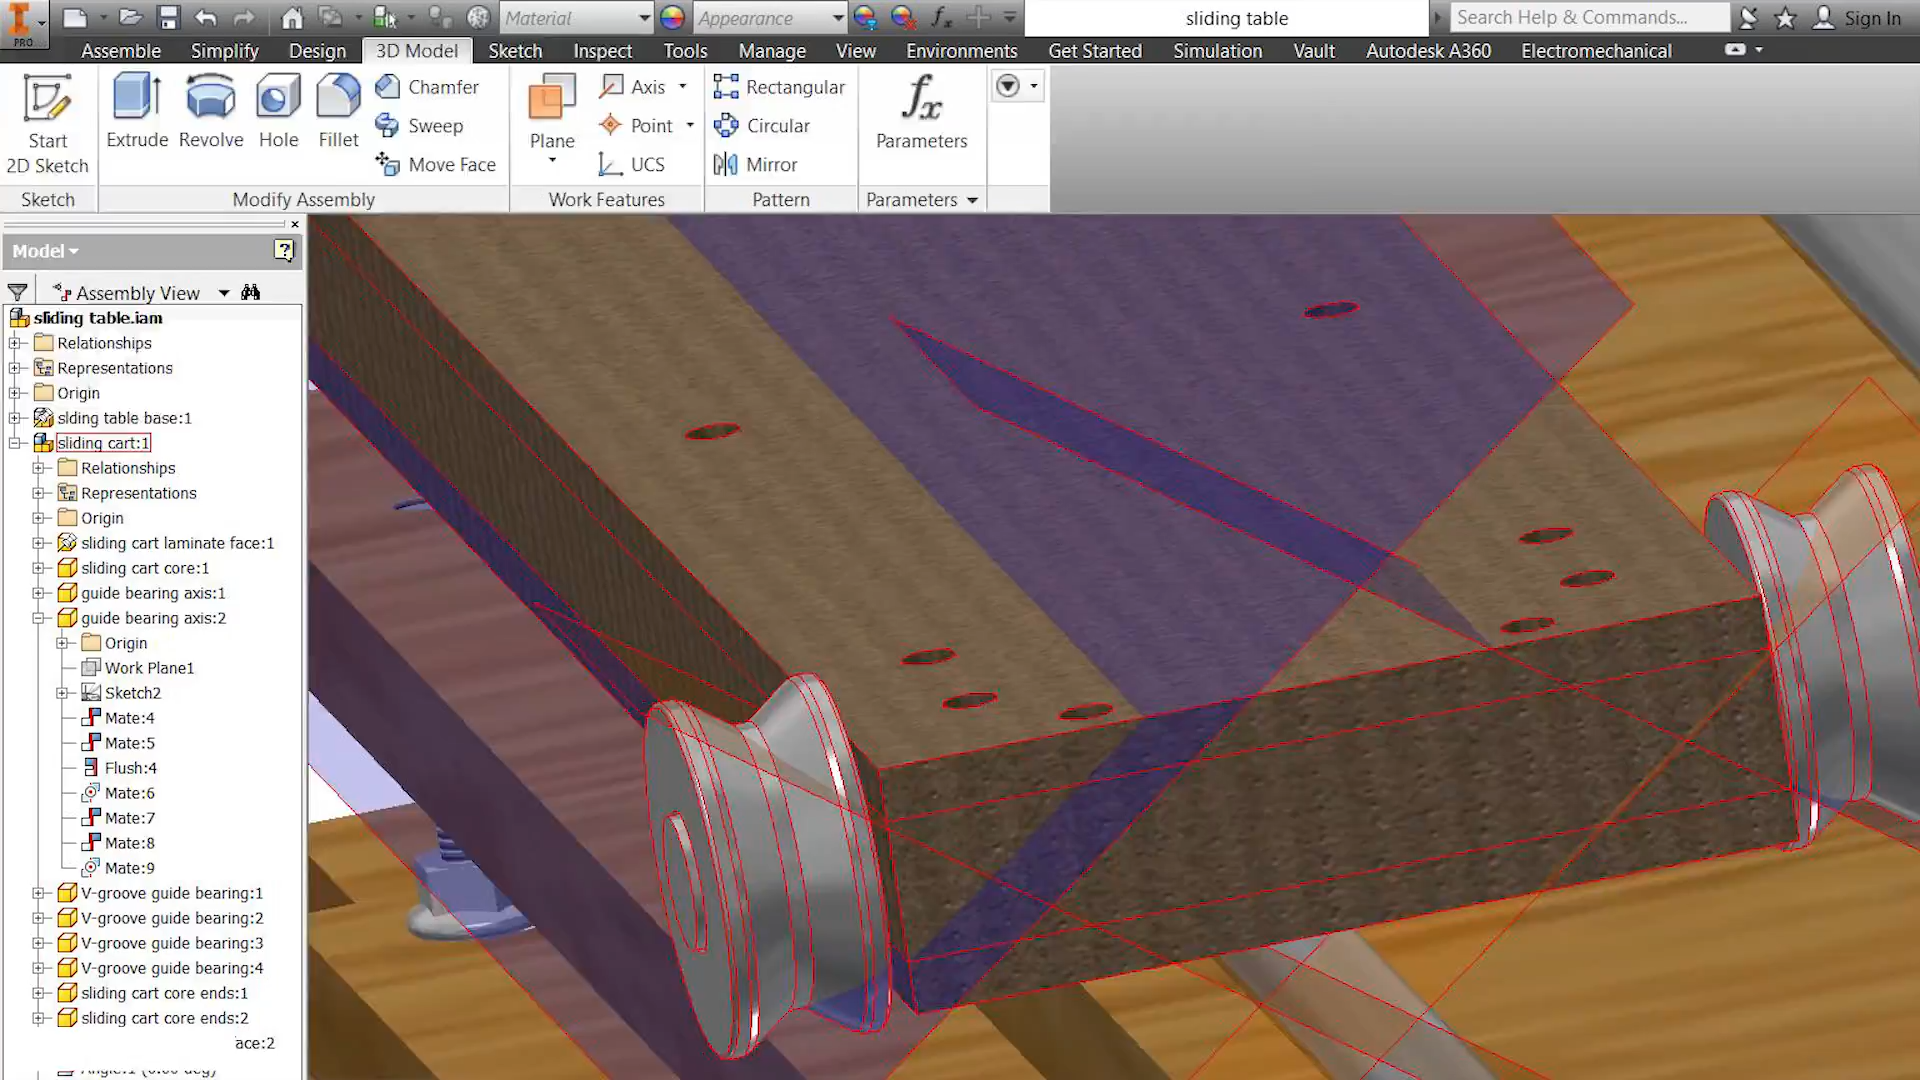 PRO
Material
Appearance
sliding table
Search Help & Commands...
Sign In
Assemble Simplify Design 3D Model Sketch Inspect Tools Manage View Environments Get Started Simulation Vault Autodesk A360 Electromechanical
Start
2D Sketch
Extrude
Revolve
Hole
Fillet
Chamfer
Sweep
Move Face
Plane
Axis
Point
UCS
Rectangular
Circular
Mirror
fx
Parameters
Sketch
Modify Assembly
Work Features
Pattern
Parameters
Model
Assembly View
sliding table.iam
Relationships
Representations
Origin
slding table base:1
sliding cart:1
Relationships
Representations
Origin
sliding cart laminate face:1
sliding cart core:1
guide bearing axis:1
guide bearing axis:2
Origin
Work Plane1
Sketch2
Mate:4
Mate:5
Flush:4
Mate:6
Mate:7
Mate:8
Mate:9
V-groove guide bearing:1
V-groove guide bearing:2
V-groove guide bearing:3
V-groove guide bearing:4
sliding cart core ends:1
sliding cart core ends:2
ace:2